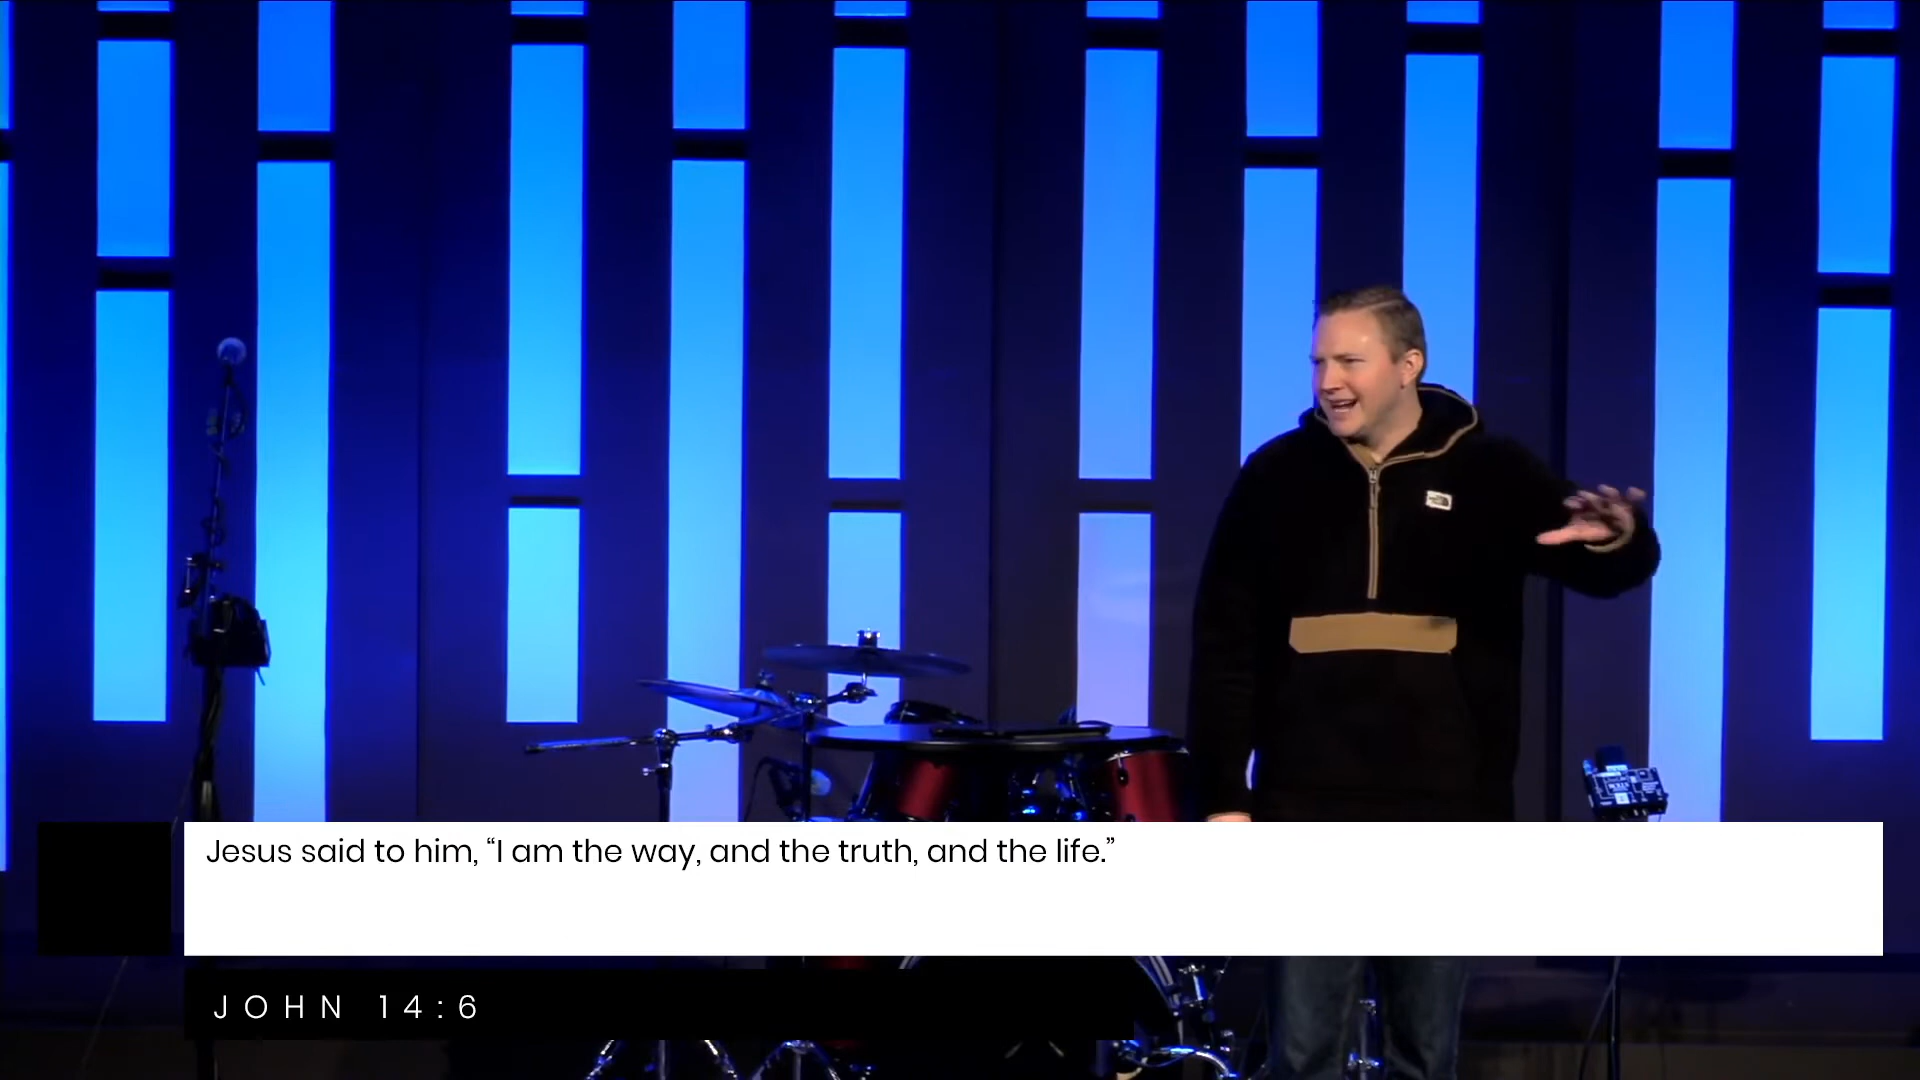 Jesus said to him, “I am the way, and the truth, and the life.”
JOHN 14:6